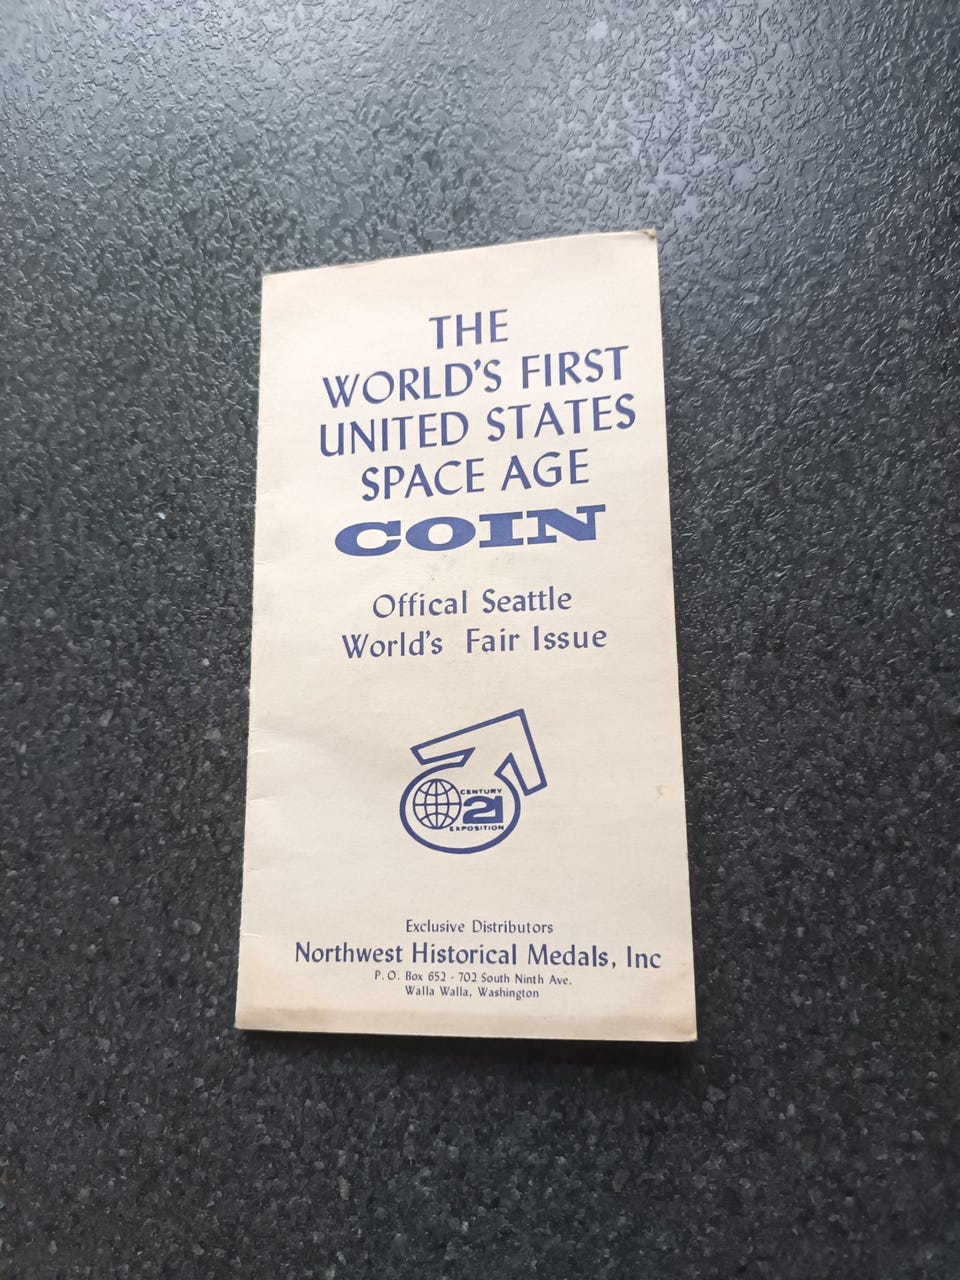 THE
WORLD'S FIRST
UNITED STATES
SPACE AGE
COIN
Offical Seattle
World's Fair Issue
CENTURY
21
EXPOSITION
Exclusive Distributors
Northwest Historical Medals, Inc
P. O. Box 652 - 702 South Ninth Ave.
Walla Walla, Washington